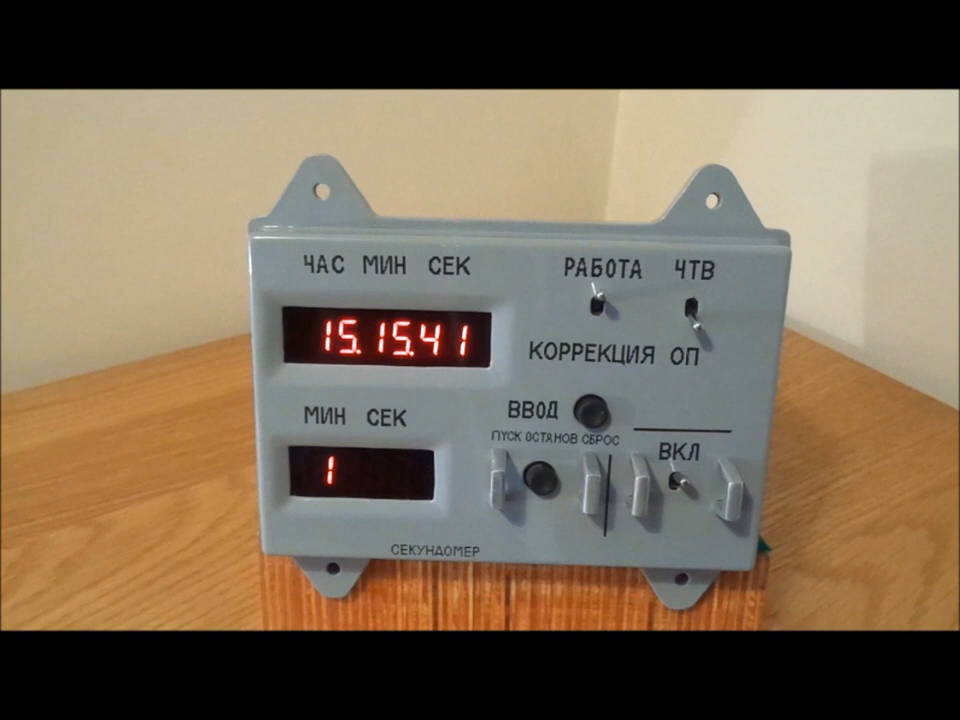 ЧАС МИН СЕК
РАБОТА ЧТВ
15.15.41
КОРРЕКЦИЯ ОП
МИН СЕК
ВВОД
ПУСК ОСТАНОВ СБРОС
ВКЛ
1
СЕКУНДОМЕР